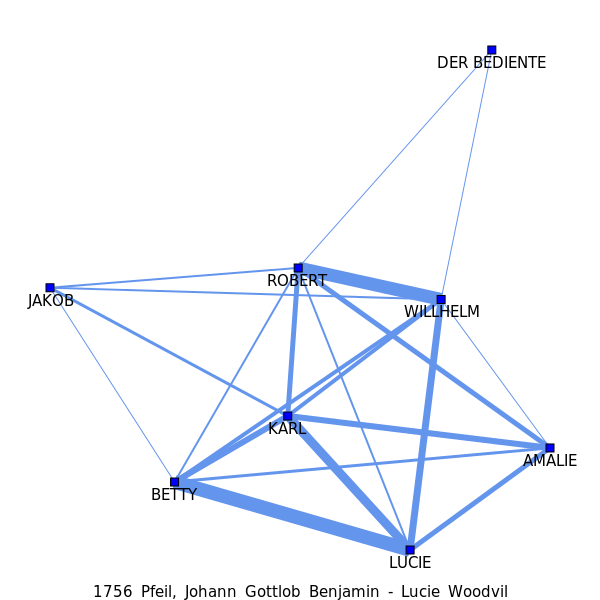 DER BEDIENTE
ROBERT
JAKOB
WILLHELM
KARL
AMALIE
BETTY
LUCIE
1756 Pfeil, Johann Gottlob Benjamin - Lucie Woodvil